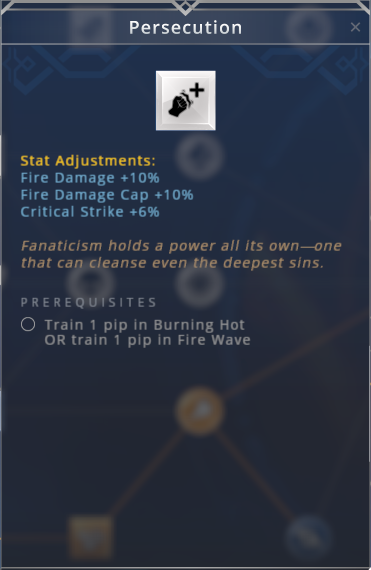 Persecution
Stat Adjustments:
Fire Damage +10%
Fire Damage Cap +10%
Critical Strike +6%
Fanaticism holds a power all its own—one
that can cleanse even the deepest sins.
PREREQUISITES
Train 1 pip in Burning Hot
OR train 1 pip in Fire Wave